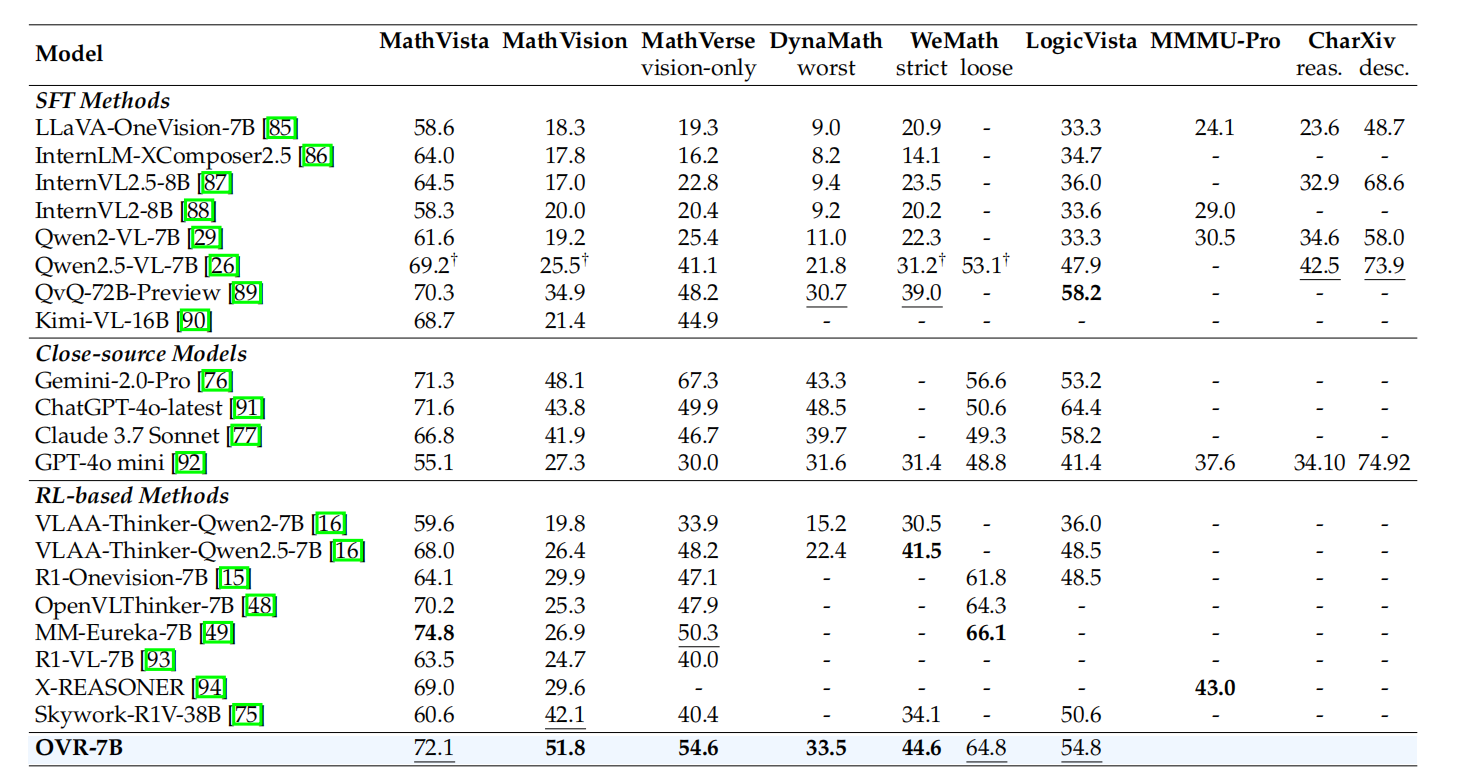 Model MathVista MathVision MathVerse DynaMath WeMath LogicVista MMMU-Pro CharXiv
vision-only worst strict loose reas. desc.
SFT Methods
LLaVA-OneVision-7B [85] 58.6 18.3 19.3 9.0 20.9 - 33.3 24.1 23.6 48.7
InternLM-XComposer2.5 [86] 64.0 17.8 16.2 8.2 14.1 - 34.7 - - -
InternVL2.5-8B [87] 64.5 17.0 22.8 9.4 23.5 - 36.0 - 32.9 68.6
InternVL2-8B [88] 58.3 20.0 20.4 9.2 20.2 - 33.6 29.0 - -
Qwen2-VL-7B [29] 61.6 19.2 25.4 11.0 22.3 - 33.3 30.5 34.6 58.0
Qwen2.5-VL-7B [26] 69.2† 25.5† 41.1 21.8 31.2† 53.1† 47.9 - 42.5 73.9
QvQ-72B-Preview [89] 70.3 34.9 48.2 30.7 39.0 - 58.2 - - -
Kimi-VL-16B [90] 68.7 21.4 44.9 - - - - - - -
Close-source Models
Gemini-2.0-Pro [76] 71.3 48.1 67.3 43.3 - 56.6 53.2 - - -
ChatGPT-4o-latest [91] 71.6 43.8 49.9 48.5 - 50.6 64.4 - - -
Claude 3.7 Sonnet [77] 66.8 41.9 46.7 39.7 - 49.3 58.2 - - -
GPT-4o mini [92] 55.1 27.3 30.0 31.6 31.4 48.8 41.4 37.6 34.10 74.92
RL-based Methods
VLAA-Thinker-Qwen2-7B [16] 59.6 19.8 33.9 15.2 30.5 - 36.0 - - -
VLAA-Thinker-Qwen2.5-7B [16] 68.0 26.4 48.2 22.4 41.5 - 48.5 - - -
R1-Onevision-7B [15] 64.1 29.9 47.1 - - 61.8 48.5 - - -
OpenVLThinker-7B [48] 70.2 25.3 47.9 - - 64.3 - - - -
MM-Eureka-7B [49] 74.8 26.9 50.3 - - 66.1 - - - -
R1-VL-7B [93] 63.5 24.7 40.0 - - - - - - -
X-REASONER [94] 69.0 29.6 - - - - - 43.0 - -
Skywork-R1V-38B [75] 60.6 42.1 40.4 - 34.1 - 50.6 - - -
OVR-7B 72.1 51.8 54.6 33.5 44.6 64.8 54.8